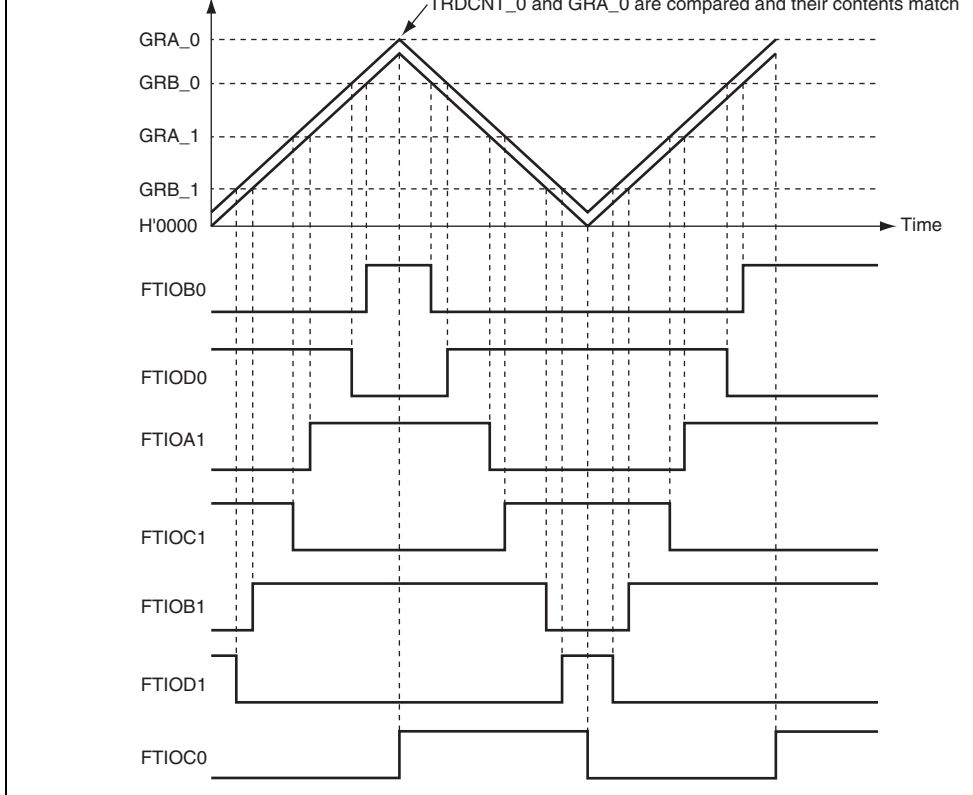 TRDCNT_0 and GRA_0 are compared and their contents match
GRA_0
GRB_0
GRA_1
GRB_1
H'0000
Time
FTIOB0
FTIOD0
FTIOA1
FTIOC1
FTIOB1
FTIOD1
FTIOC0